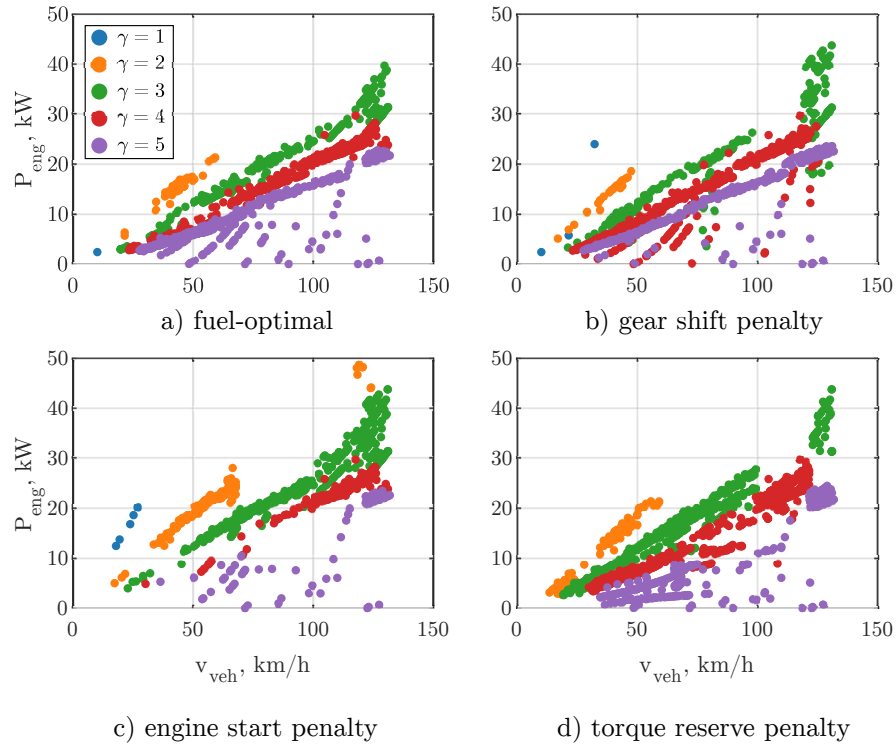 50
40
30
20
10
0
P_eng, kW
γ = 1
γ = 2
γ = 3
γ = 4
γ = 5
0 50 100 150
a) fuel-optimal
50
40
30
20
10
0
0 50 100 150
b) gear shift penalty
50
40
30
20
10
0
P_eng, kW
0 50 100 150
v_veh, km/h
c) engine start penalty
50
40
30
20
10
0
0 50 100 150
v_veh, km/h
d) torque reserve penalty